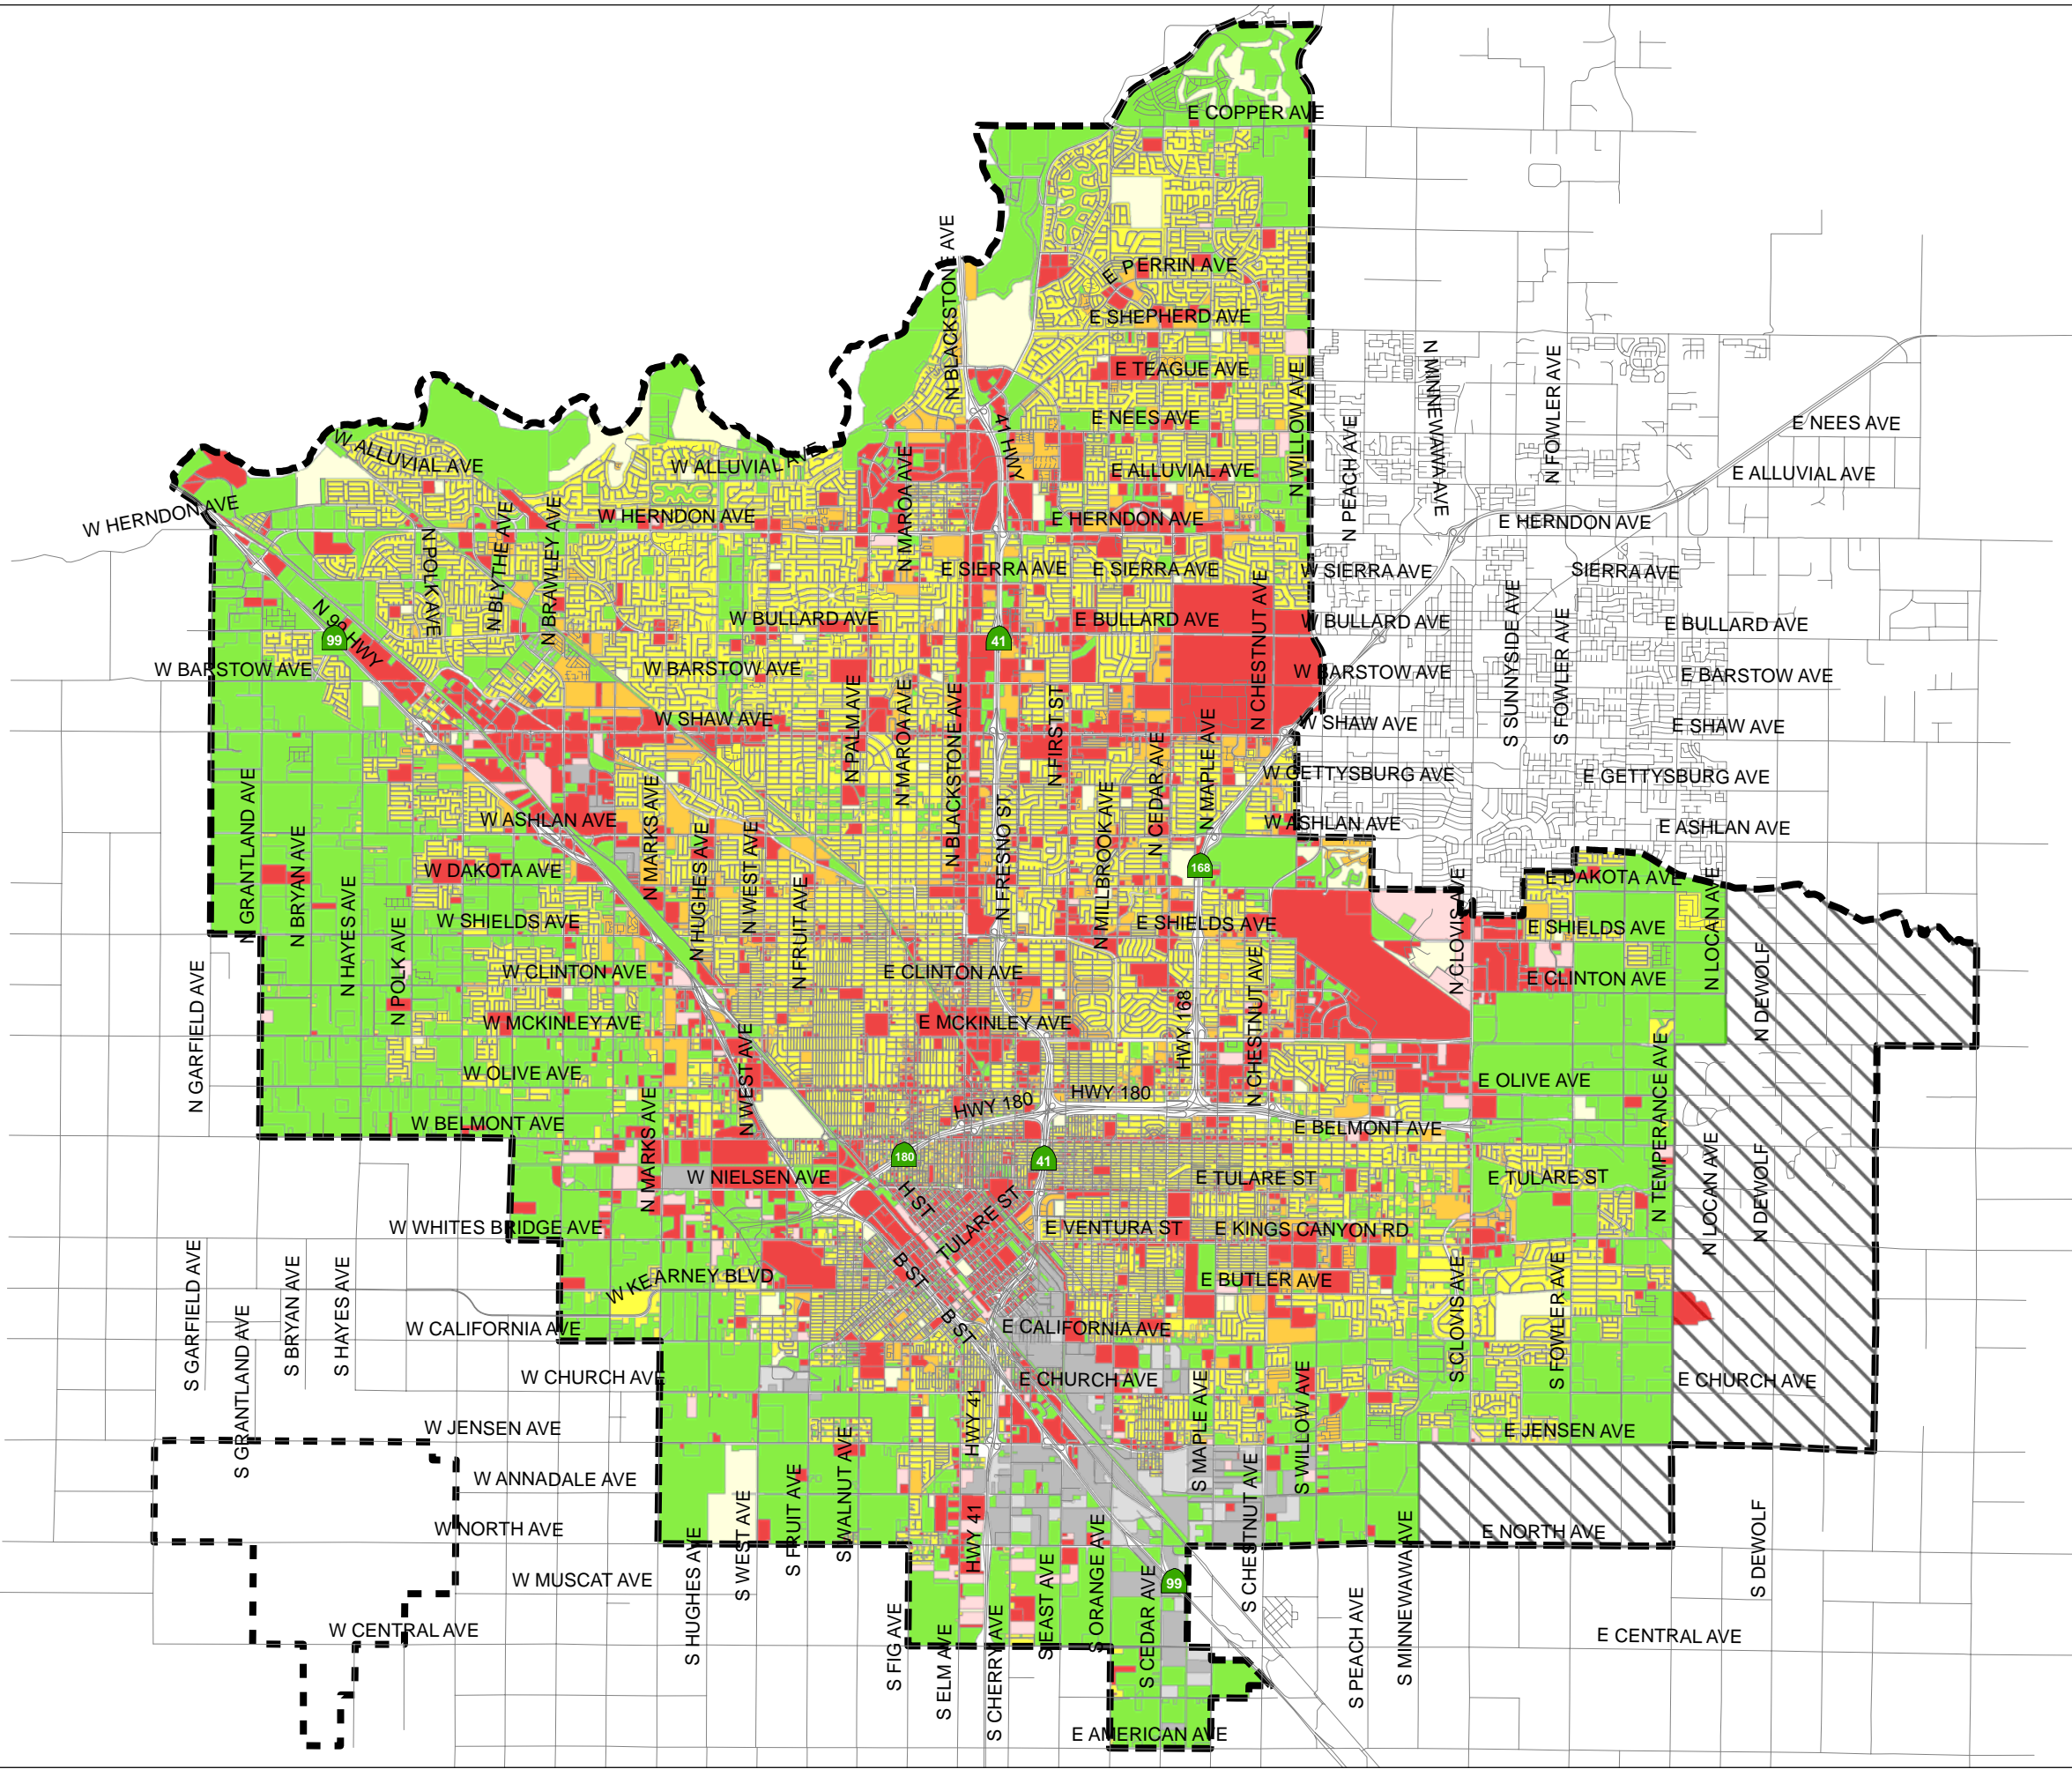 E COPPER AVE
N BLACKSTONE AVE
E PERRIN AVE
E SHEPHERD AVE
E TEAGUE AVE
N WILLOW AVE
N MINNEWAWA AVE
N FOWLER AVE
E NEES AVE
E NEES AVE
N PEACH AVE
41 HWY
W ALLUVIAL AVE
W ALLUVIAL AVE
E ALLUVIAL AVE
E ALLUVIAL AVE
N MAROA AVE
W HERNDON AVE
W HERNDON AVE
E HERNDON AVE
E HERNDON AVE
N POLK AVE
N BLYTHE AVE
N BRAWLEY AVE
E SIERRA AVE
E SIERRA AVE
W SIERRA AVE
SIERRA AVE
N 99 HWY
99
W BULLARD AVE
41
E BULLARD AVE
N CHESTNUT AVE
W BULLARD AVE
S SUNNYSIDE AVE
S FOWLER AVE
E BULLARD AVE
W BARSTOW AVE
W BARSTOW AVE
W BARSTOW AVE
E BARSTOW AVE
W SHAW AVE
N PALM AVE
N MAROA AVE
N BLACKSTONE AVE
N FIRST ST
N CEDAR AVE
N MAPLE AVE
W SHAW AVE
E SHAW AVE
W GETTYSBURG AVE
E GETTYSBURG AVE
N GRANTLAND AVE
N BRYAN AVE
W ASHLAN AVE
N MARKS AVE
N HUGHES AVE
N WEST AVE
N FRESNO ST
N MILLBROOK AVE
W ASHLAN AVE
E ASHLAN AVE
W DAKOTA AVE
168
E DAKOTA AVE
N HAYES AVE
N POLK AVE
W SHIELDS AVE
N FRUIT AVE
E SHIELDS AVE
N CLOVIS AVE
E SHIELDS AVE
N LOCAN AVE
N DEWOLF
W CLINTON AVE
E CLINTON AVE
E CLINTON AVE
N GARFIELD AVE
W MCKINLEY AVE
E MCKINLEY AVE
HWY 168
N CHESTNUT AVE
W OLIVE AVE
N WEST AVE
E OLIVE AVE
N TEMPERANCE AVE
HWY 180
HWY 180
W BELMONT AVE
N MARKS AVE
E BELMONT AVE
180
41
W NIELSEN AVE
H ST
E TULARE ST
E TULARE ST
N LOCAN AVE
N DEWOLF
W WHITES BRIDGE AVE
TULARE ST
E VENTURA ST
E KINGS CANYON RD
S GARFIELD AVE
S GRANTLAND AVE
S BRYAN AVE
S HAYES AVE
W KEARNEY BLVD
B ST
E BUTLER AVE
S CLOVIS AVE
S FOWLER AVE
W CALIFORNIA AVE
B ST
E CALIFORNIA AVE
W CHURCH AVE
E CHURCH AVE
E CHURCH AVE
W JENSEN AVE
HWY 41
S MAPLE AVE
S WILLOW AVE
E JENSEN AVE
W ANNADALE AVE
S WEST AVE
S FRUIT AVE
S WALNUT AVE
S CHESTNUT AVE
W NORTH AVE
HWY 41
E NORTH AVE
S HUGHES AVE
S EAST AVE
S ORANGE AVE
S CEDAR AVE
99
S MINNEWAWA AVE
S DEWOLF
W MUSCAT AVE
S FIG AVE
S ELM AVE
S CHERRY AVE
S PEACH AVE
W CENTRAL AVE
E CENTRAL AVE
E AMERICAN AVE